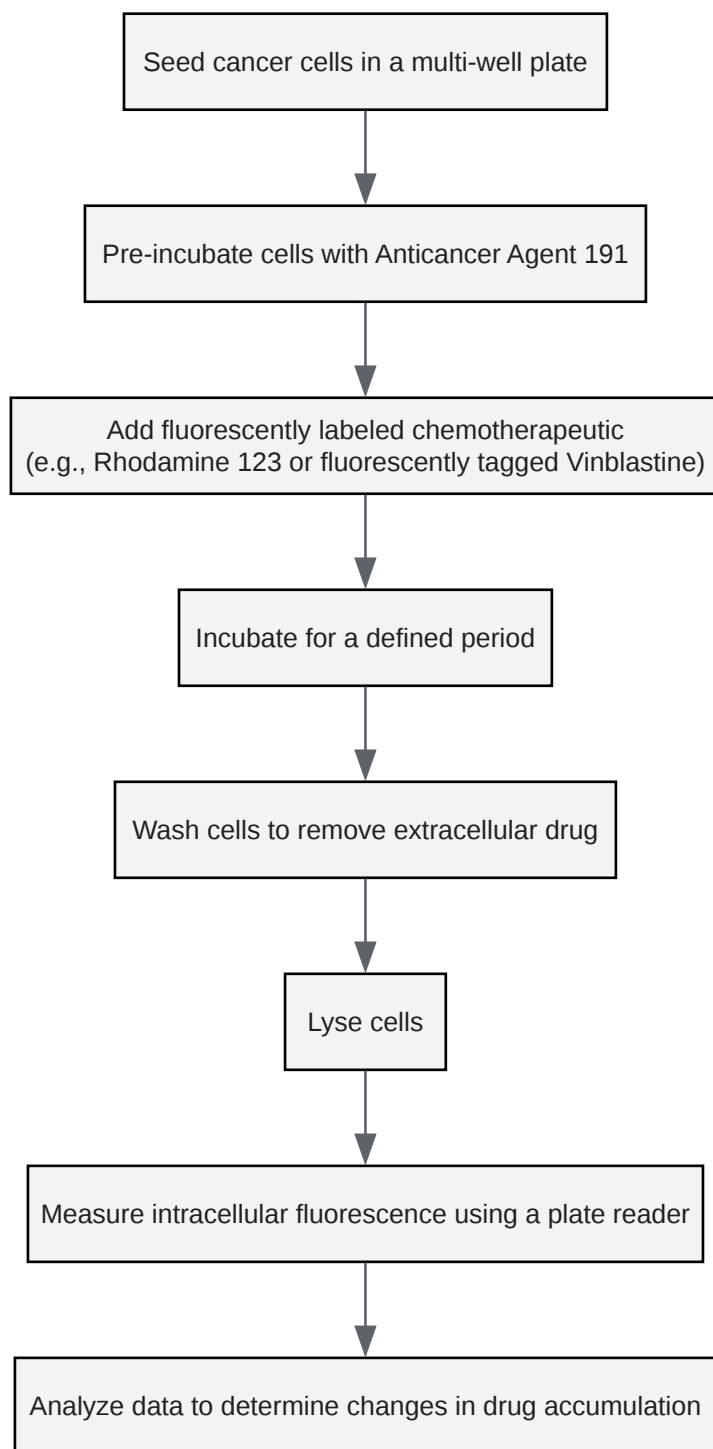 Seed cancer cells in a multi-well plate
Pre-incubate cells with Anticancer Agent 191
Add fluorescently labeled chemotherapeutic
(e.g., Rhodamine 123 or fluorescently tagged Vinblastine)
Incubate for a defined period
Wash cells to remove extracellular drug
Lyse cells
Measure intracellular fluorescence using a plate reader
Analyze data to determine changes in drug accumulation